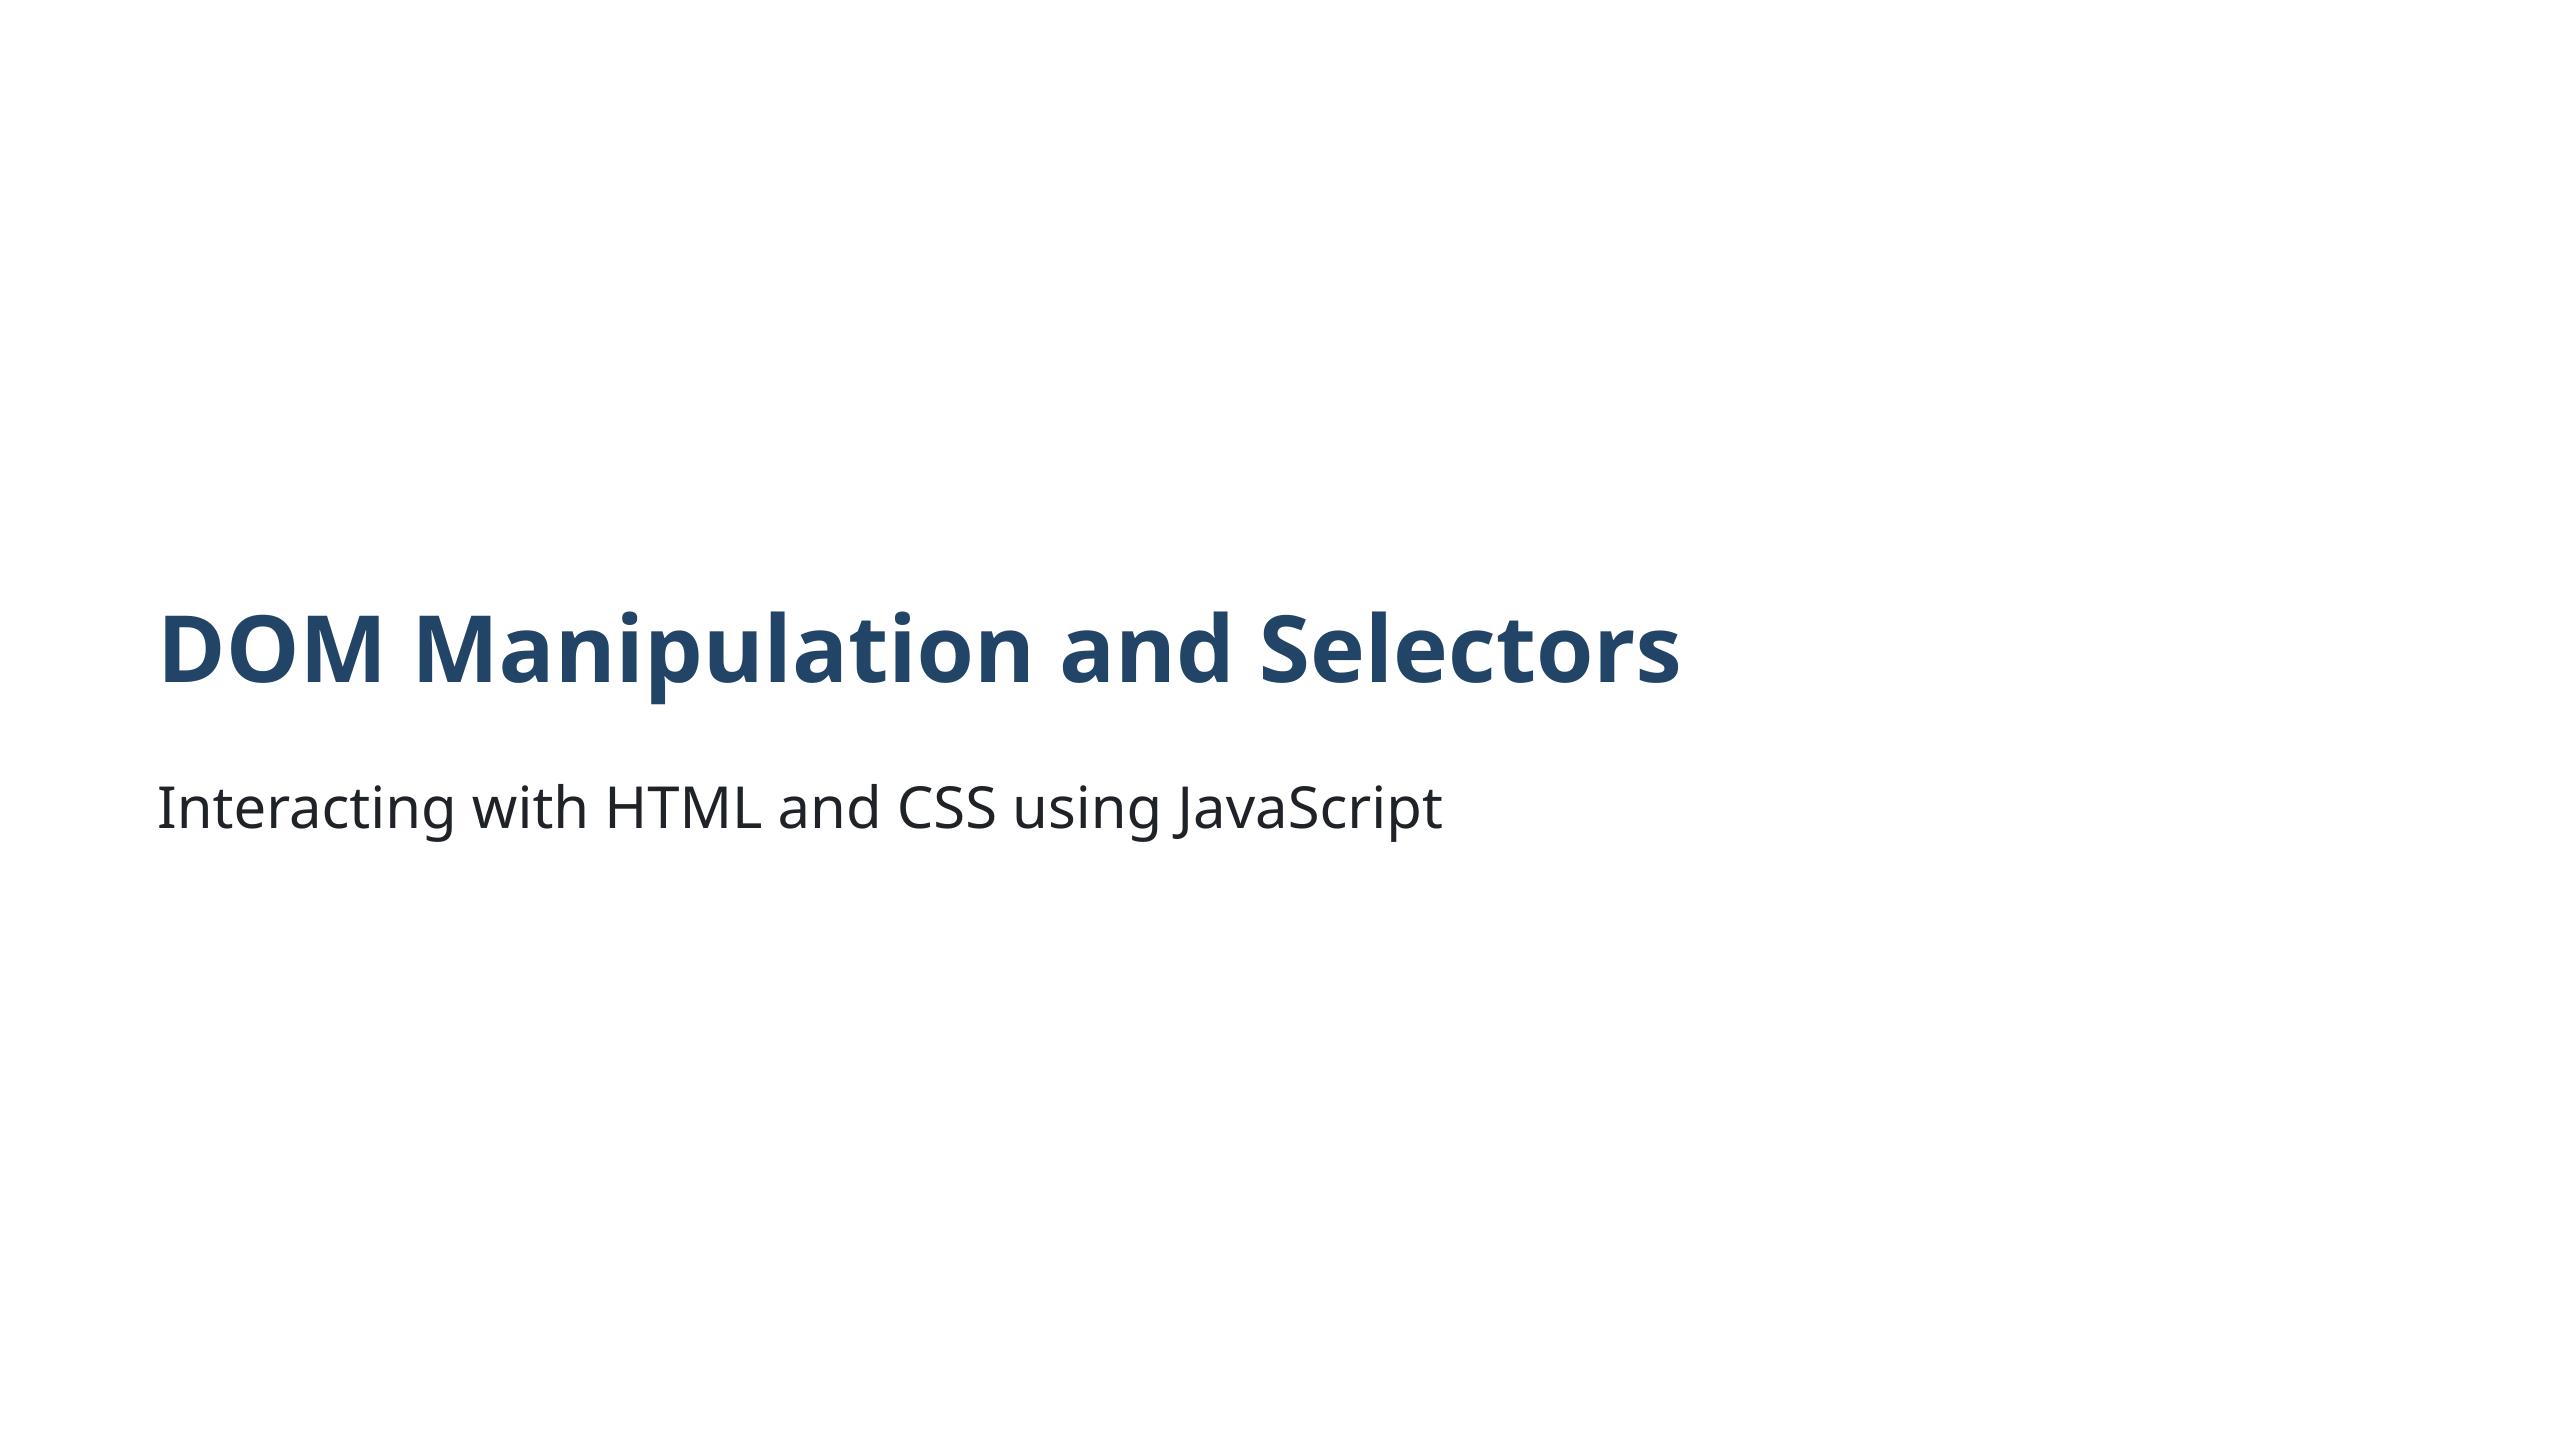 DOM Manipulation and Selectors
Interacting with HTML and CSS using JavaScript